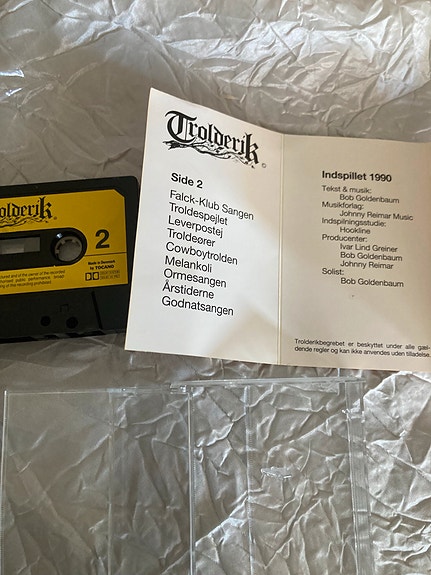 Trolderik
Side 2
Falck-Klub Sangen
Troldespejlet
Leverpostej
Troldeører
Cowboytrolden
Melankoli
Ormesangen
Årstiderne
Godnatsangen
Indspillet 1990
Tekst & musik:
Bob Goldenbaum
Musikforlag:
Johnny Reimar Music
Indspilningsstudie:
Hookline
Producenter:
Ivar Lind Greiner
Bob Goldenbaum
Johnny Reimar
Solist:
Bob Goldenbaum
Trolderikbegrebet er beskyttet under alle gæl-
dende regler og kan ikke anvendes uden tilladelse.
olderik
2
Made in Denmark
by TOCANO